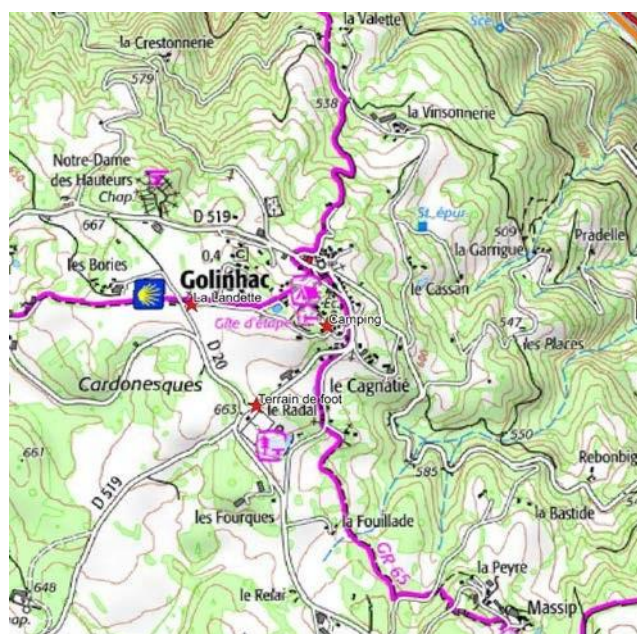 la Valette
Sce
la Crestonnerie
579
538
la Vinsonnerie
Notre-Dame
des Hauteurs
Chap.
St. épur.
509
D 519
667
la Garrigue
Pradelle
0,4
C
les Bories
Golinhac
le Cassan
La Landette
Gîte d'étape
Camping
547
les Places
D 20
Cardonesques
Terrain de foot
le Cagnatié
663
le Radal
550
661
585
Rebonbig
D 519
les Fourques
la Fouillade
la Bastide
GR 65
la Peyre
648
le Relai
Massip